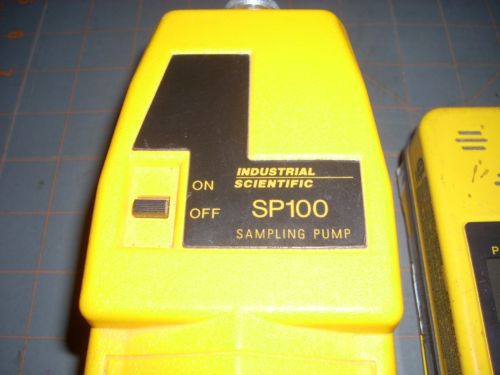 INDUSTRIAL
SCIENTIFIC
ON
OFF
SP100
SAMPLING PUMP
P